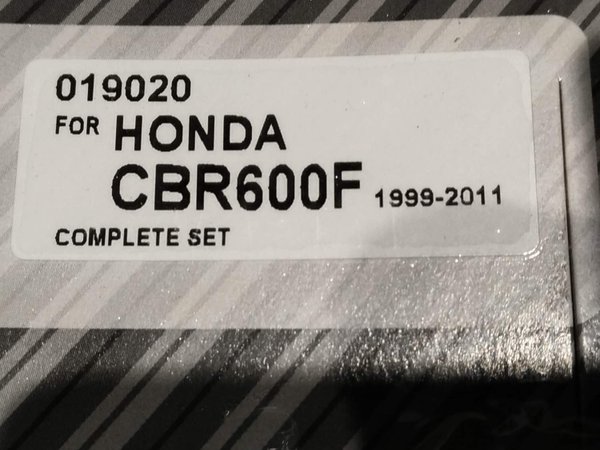 019020
FOR HONDA
CBR600F 1999-2011
COMPLETE SET